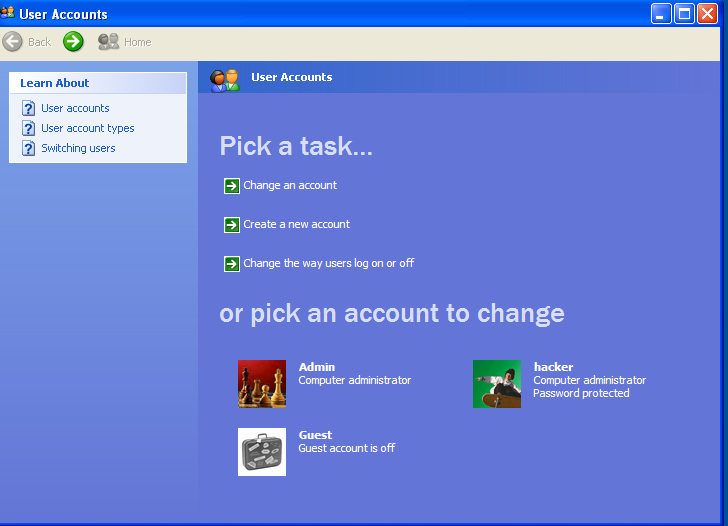 User Accounts
Back
Home
Learn About
User accounts
User account types
Switching users
User Accounts
Pick a task...
Change an account
Create a new account
Change the way users log on or off
or pick an account to change
Admin
Computer administrator
hacker
Computer administrator
Password protected
Guest
Guest account is off